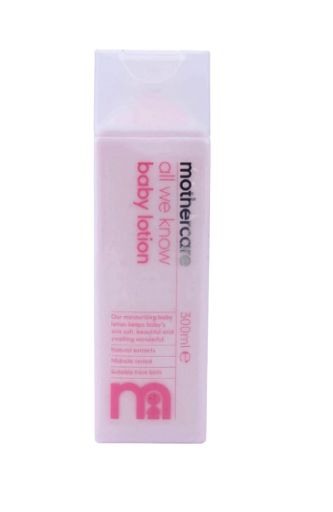 mothercare
all we know
baby lotion
300ml e
Our moisturising baby
lotion keeps baby's
skin soft, beautiful and
smelling wonderful
Natural extracts
Clinically tested
Suitable from birth